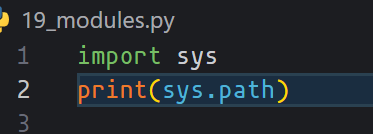 19_modules.py
1 import sys
2 print(sys.path)
3